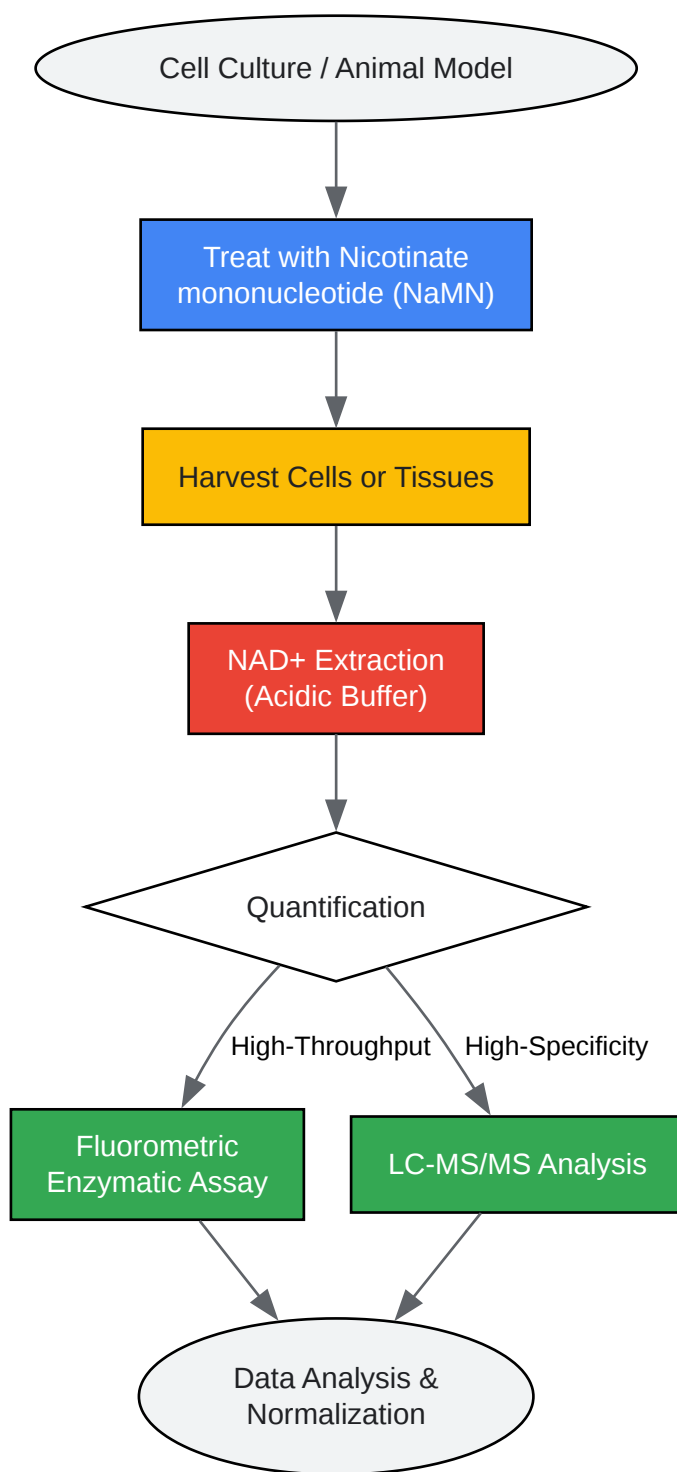 Cell Culture / Animal Model
Treat with Nicotinate
mononucleotide (NaMN)
Harvest Cells or Tissues
NAD+ Extraction
(Acidic Buffer)
Quantification
High-Throughput
High-Specificity
Fluorometric
Enzymatic Assay
LC-MS/MS Analysis
Data Analysis &
Normalization